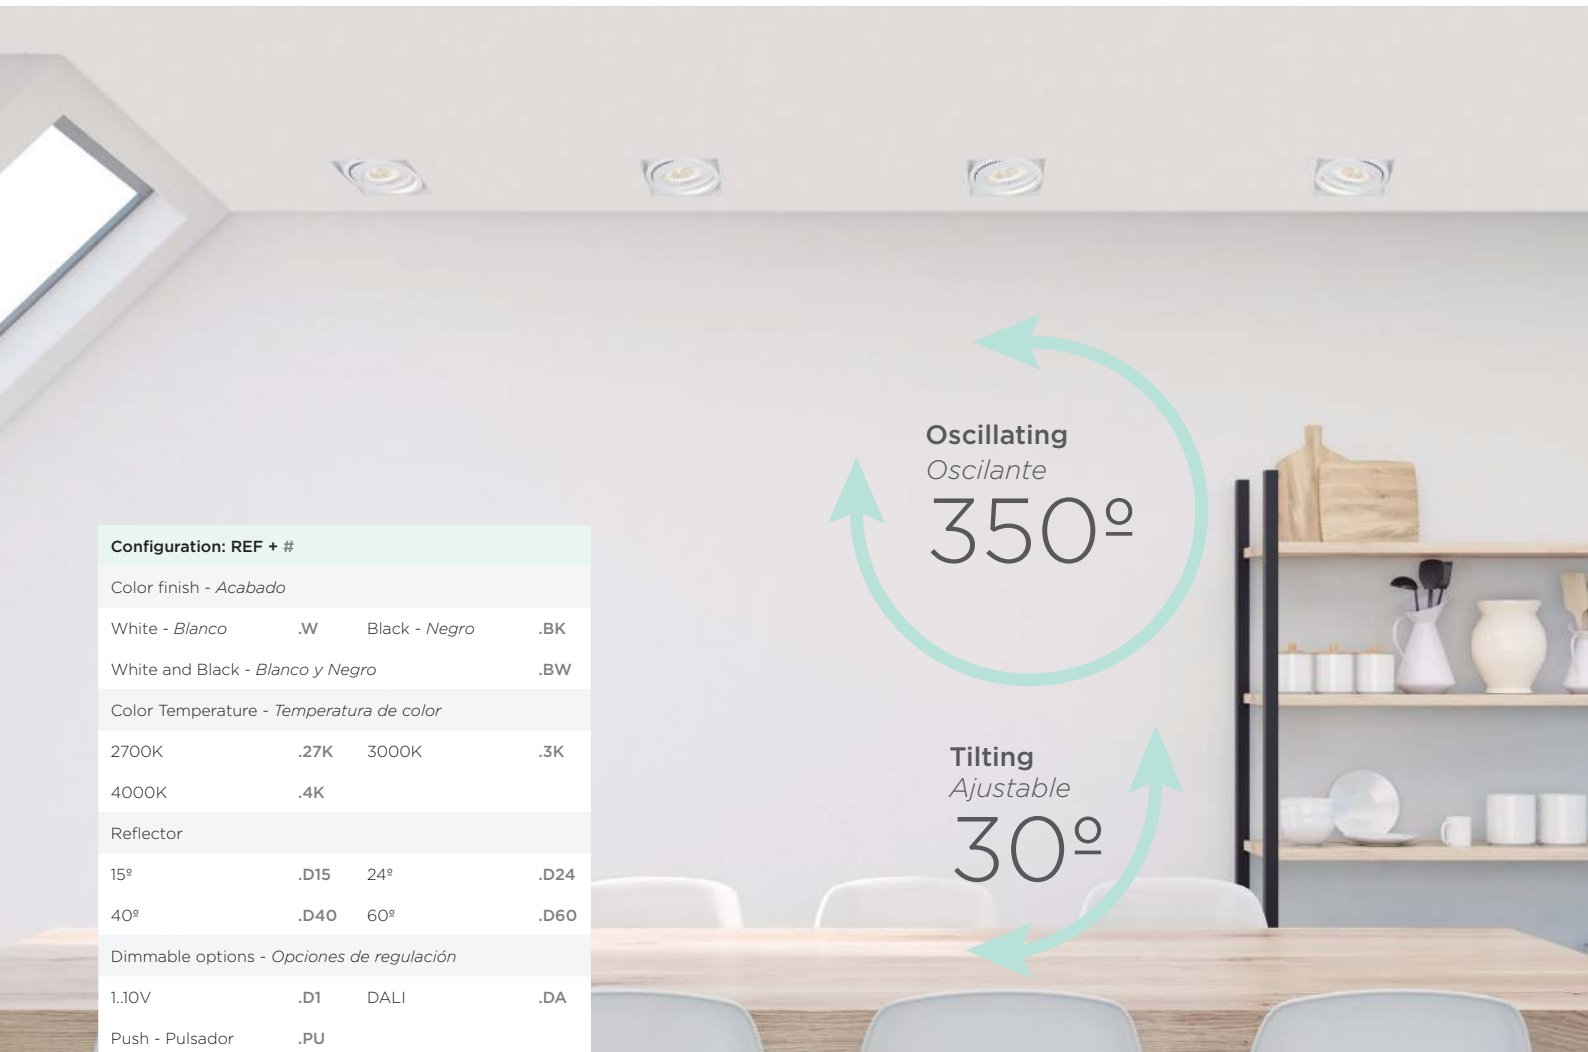 Oscillating
Oscilante
350º
Configuration: REF + #
Color finish - Acabado
White - Blanco .W Black - Negro .BK
White and Black - Blanco y Negro .BW
Color Temperature - Temperatura de color
2700K .27K 3000K .3K
4000K .4K
Reflector
15º .D15 24º .D24
40º .D40 60º .D60
Dimmable options - Opciones de regulación
1..10V .D1 DALI .DA
Push - Pulsador .PU
Tilting
Ajustable
30º